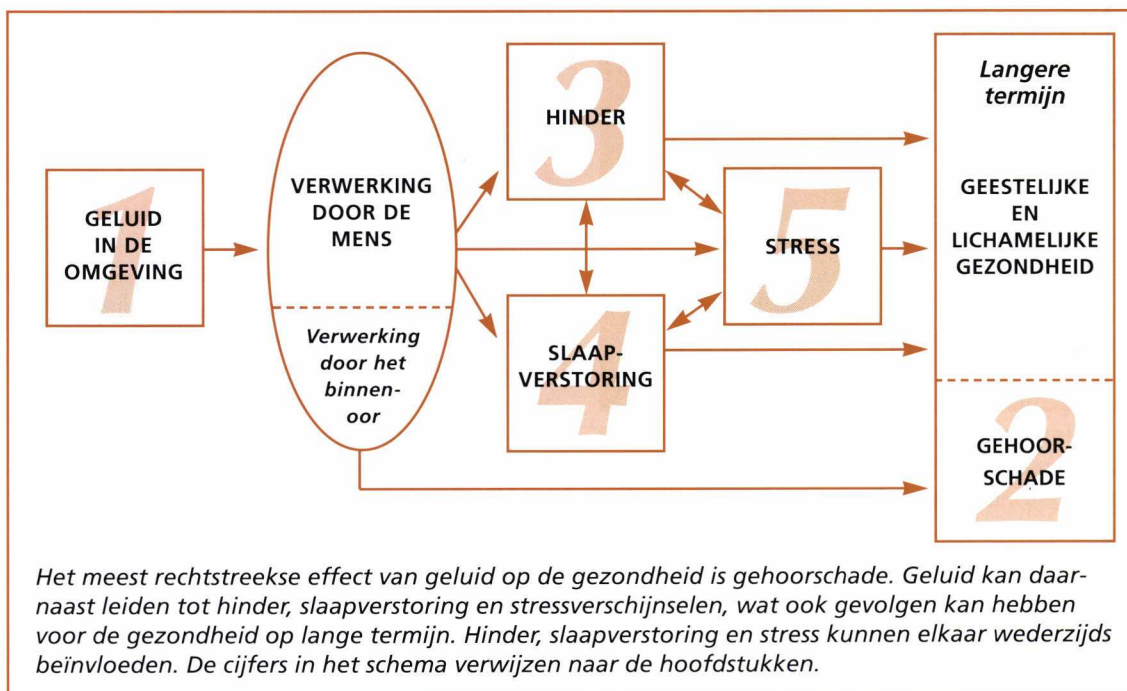 1
GELUID
IN DE
OMGEVING
VERWERKING
DOOR DE
MENS
Verwerking
door het
binnen-
oor
3
HINDER
4
SLAAP-
VERSTORING
5
STRESS
Langere
termijn
GEESTELIJKE
EN
LICHAMELIJKE
GEZONDHEID
2
GEHOOR-
SCHADE
Het meest rechtstreekse effect van geluid op de gezondheid is gehoorschade. Geluid kan daar-
naast leiden tot hinder, slaapverstoring en stressverschijnselen, wat ook gevolgen kan hebben
voor de gezondheid op lange termijn. Hinder, slaapverstoring en stress kunnen elkaar wederzijds
beïnvloeden. De cijfers in het schema verwijzen naar de hoofdstukken.